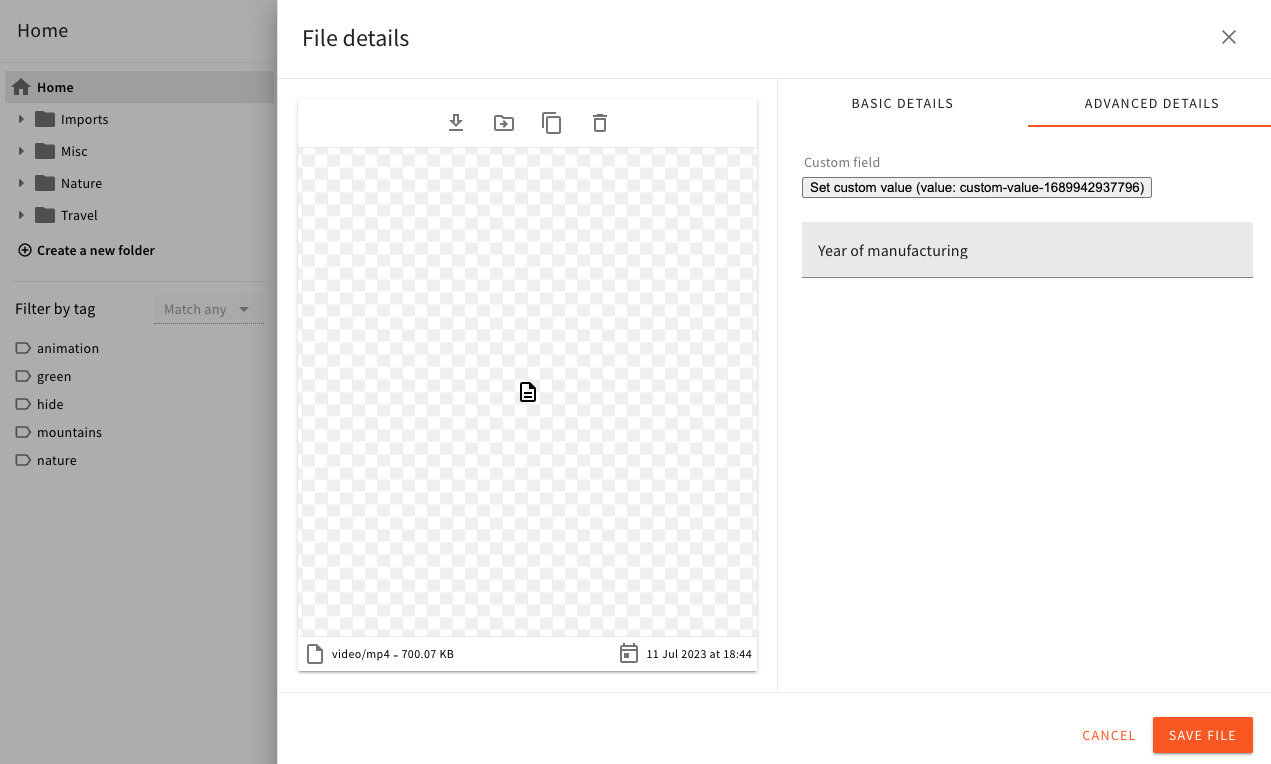 Home
Home
Imports
Misc
Nature
Travel
Create a new folder
Filter by tag
Match any
animation
green
hide
mountains
nature
File details
video/mp4 – 700.07 KB
11 Jul 2023 at 18:44
BASIC DETAILS
ADVANCED DETAILS
Custom field
Set custom value (value: custom-value-1689942937796)
Year of manufacturing
CANCEL
SAVE FILE